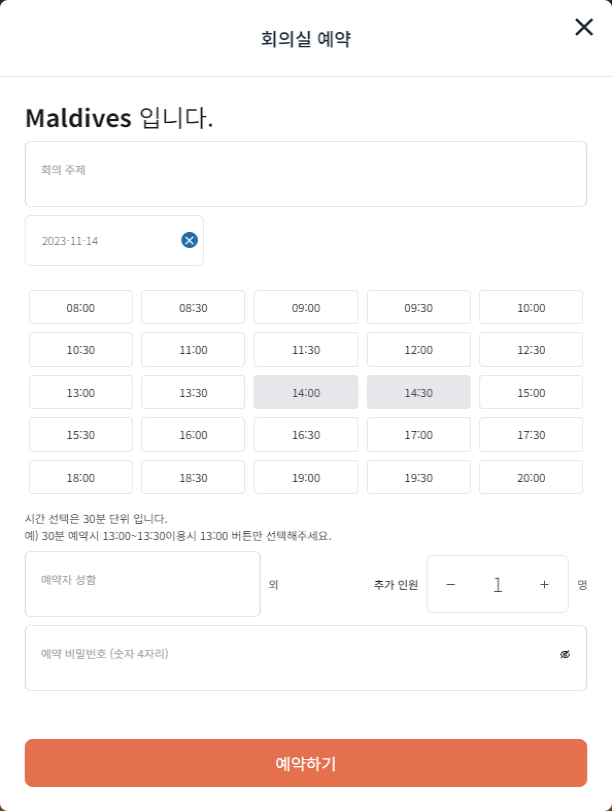 회의실 예약
Maldives 입니다.
회의 주제
2023-11-14
08:00 08:30 09:00 09:30 10:00
10:30 11:00 11:30 12:00 12:30
13:00 13:30 14:00 14:30 15:00
15:30 16:00 16:30 17:00 17:30
18:00 18:30 19:00 19:30 20:00
시간 선택은 30분 단위 입니다.
예) 30분 예약시 13:00~13:30이용시 13:00 버튼만 선택해주세요.
예약자 성함 외 추가 인원 − 1 + 명
예약 비밀번호 (숫자 4자리)
예약하기